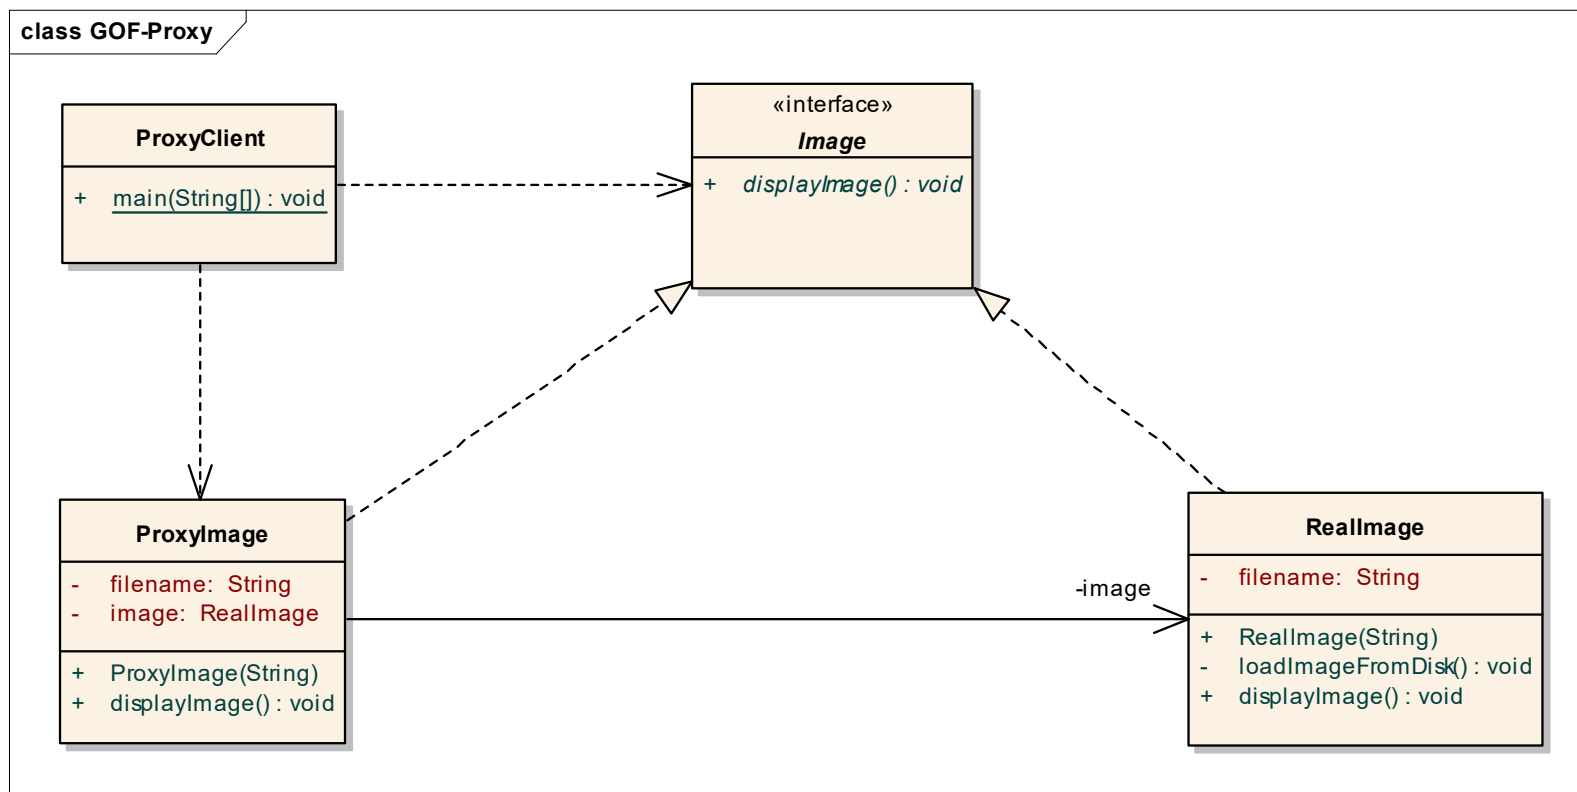 class GOF-Proxy
ProxyClient
+ main(String[]) : void
«interface»
Image
+ displayImage() : void
ProxyImage
- filename: String
- image: RealImage
+ ProxyImage(String)
+ displayImage() : void
-image
RealImage
- filename: String
+ RealImage(String)
- loadImageFromDisk() : void
+ displayImage() : void